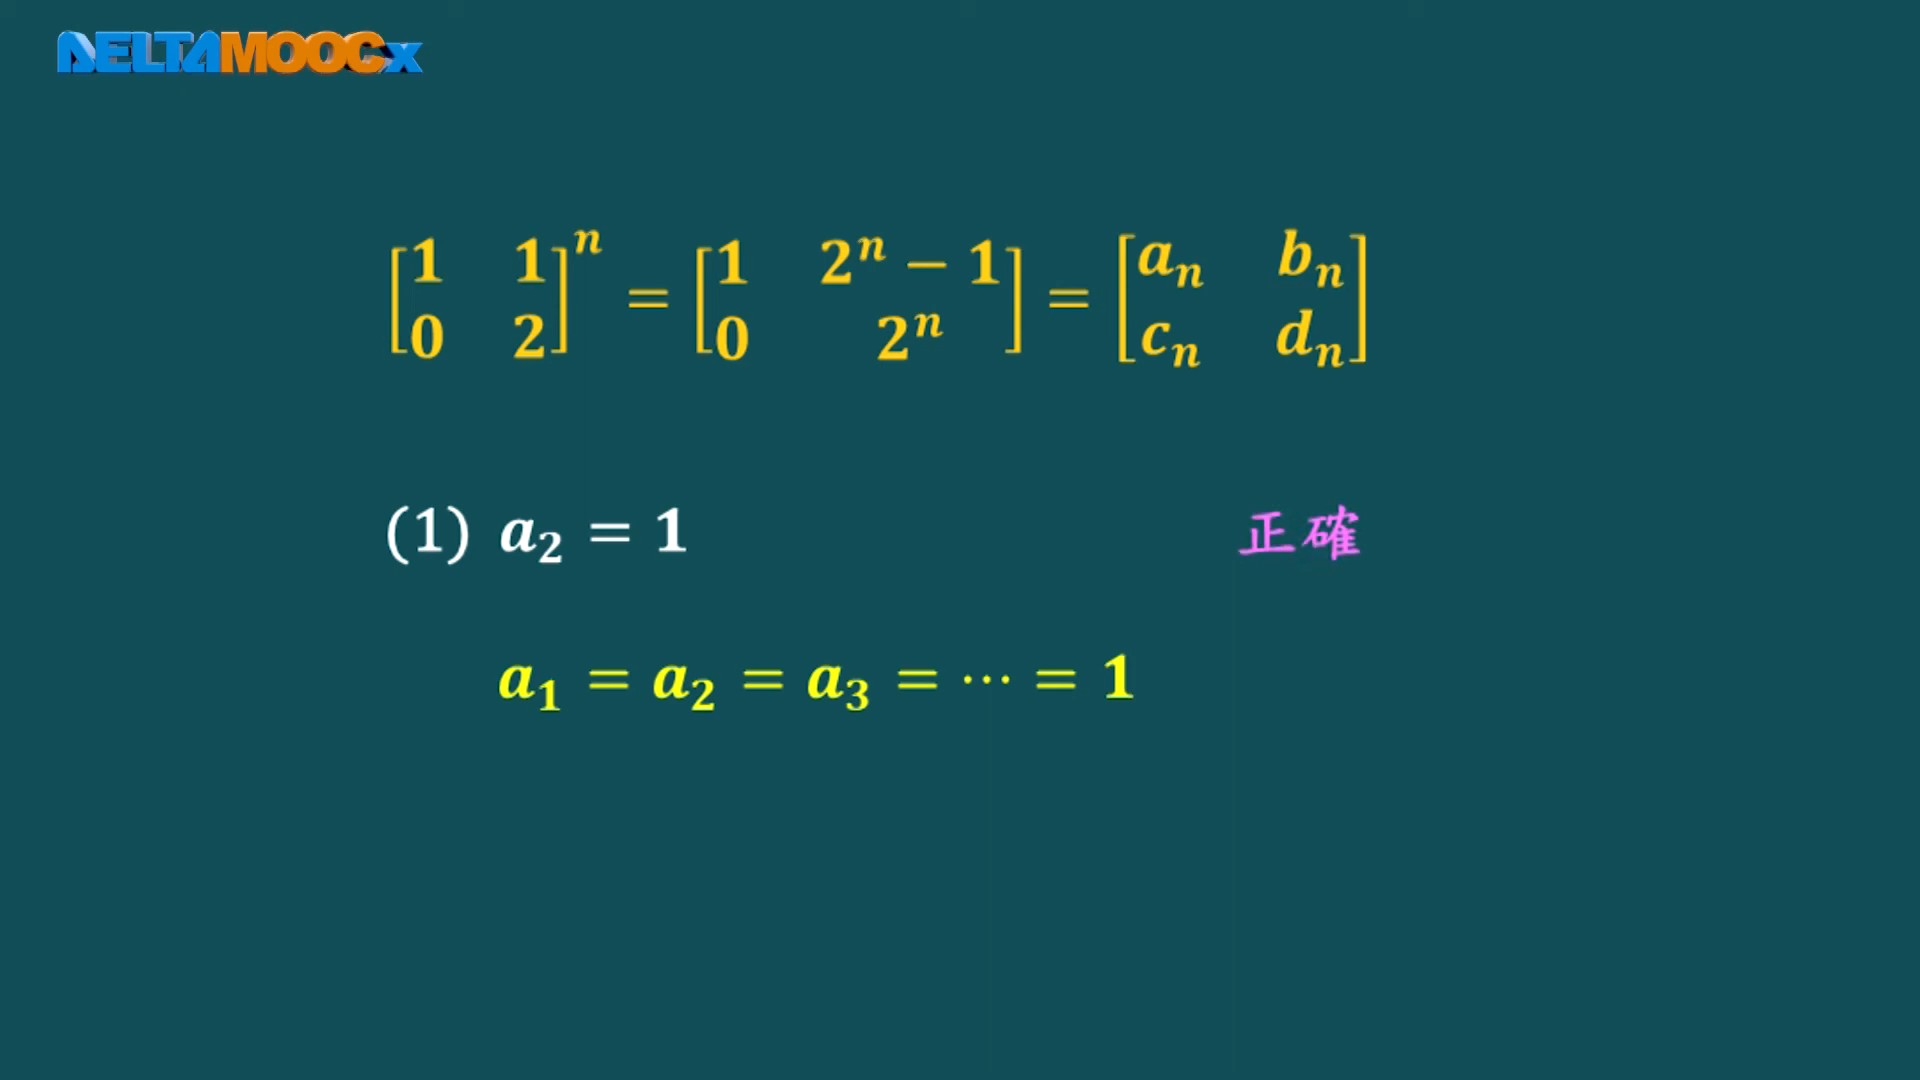 DELTAMOOCx
[1 1; 0 2]ⁿ = [1 2ⁿ − 1; 0 2ⁿ] = [aₙ bₙ; cₙ dₙ]
(1) a₂ = 1 正確
a₁ = a₂ = a₃ = ⋯ = 1